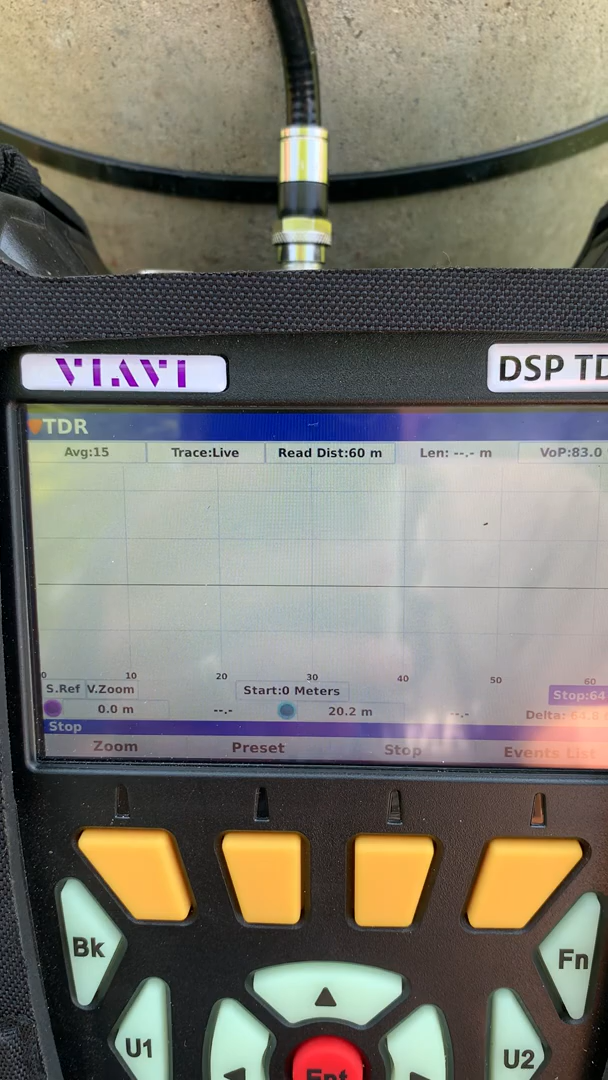 VIAVI
DSP TD
TDR
Avg:15 Trace:Live Read Dist:60 m Len: --.- m VoP:83.0
0 10 20 30 40 50 60
S.Ref V.Zoom Start:0 Meters Stop:64
0.0 m --.- 20.2 m --.- Delta: 64.8
Stop
Zoom Preset Stop Events List
Bk
Fn
U1
U2
Ent